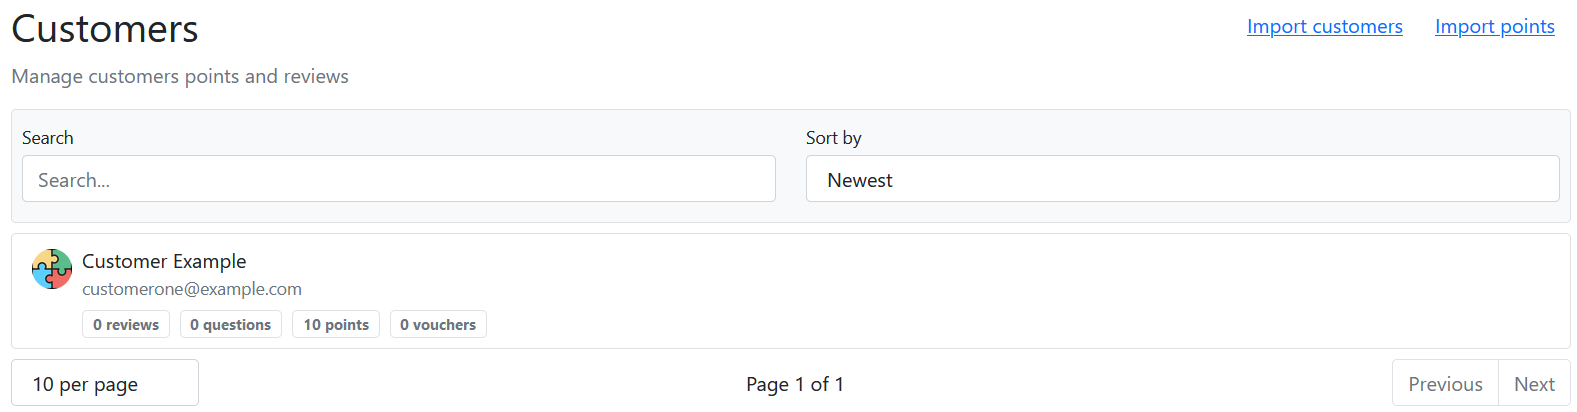 Customers
Import customers
Import points
Manage customers points and reviews
Search
Sort by
Search...
Newest
Customer Example
customerone@example.com
0 reviews
0 questions
10 points
0 vouchers
10 per page
Page 1 of 1
Previous
Next